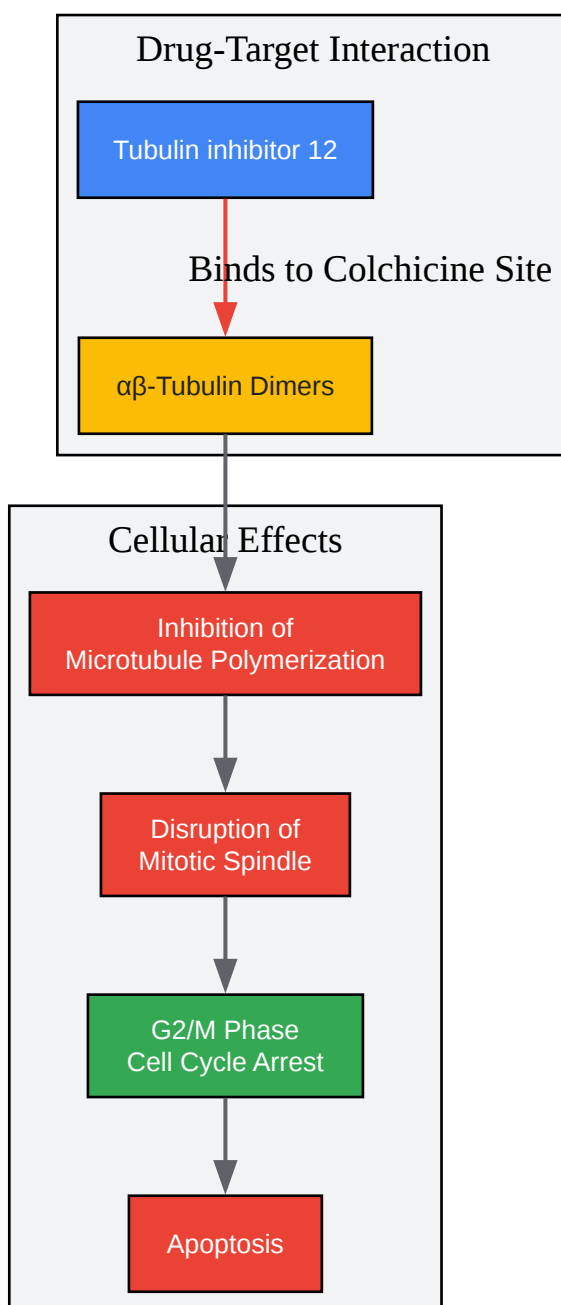 Drug-Target Interaction
Tubulin inhibitor 12
Binds to Colchicine Site
αβ-Tubulin Dimers
Cellular Effects
Inhibition of
Microtubule Polymerization
Disruption of
Mitotic Spindle
G2/M Phase
Cell Cycle Arrest
Apoptosis